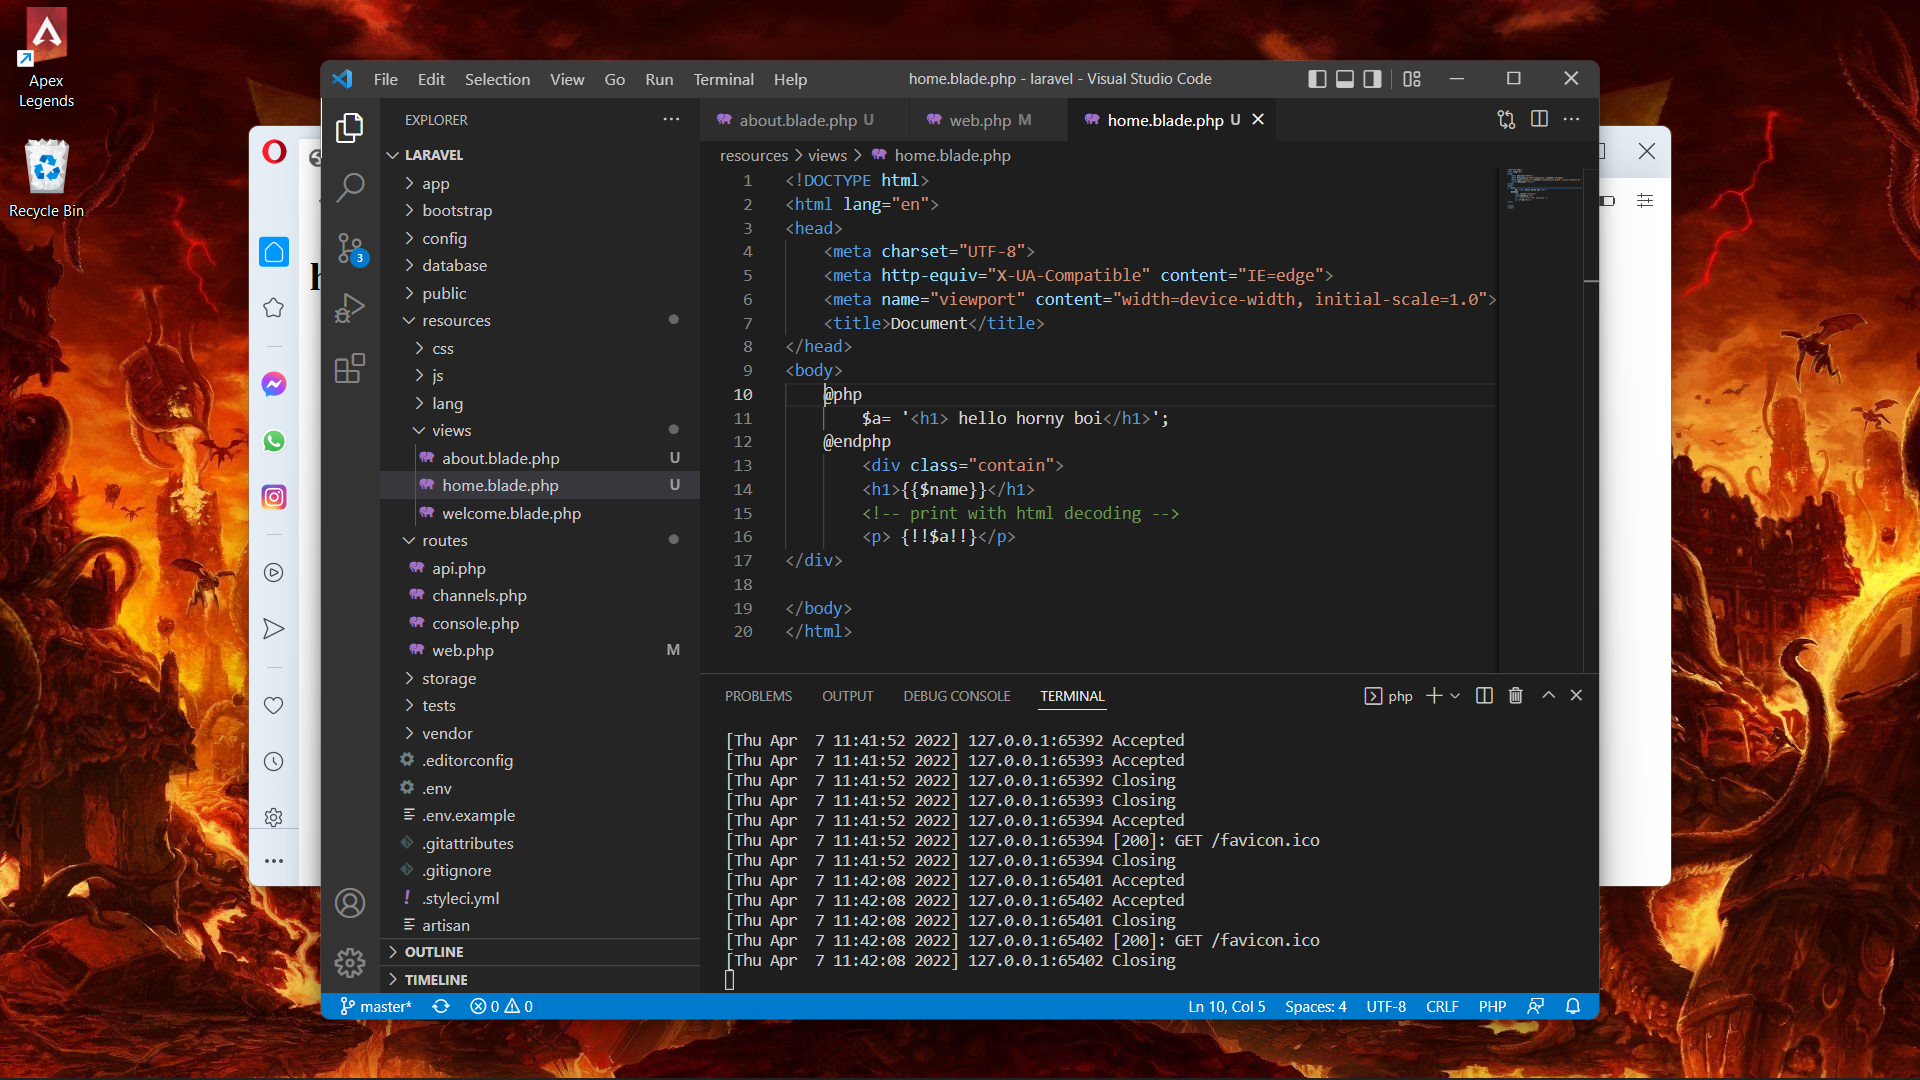 Apex
Legends
Recycle Bin
File Edit Selection View Go Run Terminal Help
home.blade.php - laravel - Visual Studio Code
EXPLORER
LARAVEL
app
bootstrap
config
database
public
resources
css
js
lang
views
about.blade.php U
home.blade.php U
welcome.blade.php
routes
api.php
channels.php
console.php
web.php M
storage
tests
vendor
.editorconfig
.env
.env.example
.gitattributes
.gitignore
.styleci.yml
artisan
OUTLINE
TIMELINE
3
about.blade.php U web.php M home.blade.php U
resources > views > home.blade.php
1 <!DOCTYPE html>
2 <html lang="en">
3 <head>
4 <meta charset="UTF-8">
5 <meta http-equiv="X-UA-Compatible" content="IE=edge">
6 <meta name="viewport" content="width=device-width, initial-scale=1.0">
7 <title>Document</title>
8 </head>
9 <body>
10 @php
11 $a= '<h1> hello horny boi</h1>';
12 @endphp
13 <div class="contain">
14 <h1>{{$name}}</h1>
15 <!-- print with html decoding -->
16 <p> {!!$a!!}</p>
17 </div>
18
19 </body>
20 </html>
PROBLEMS OUTPUT DEBUG CONSOLE TERMINAL php
[Thu Apr  7 11:41:52 2022] 127.0.0.1:65392 Accepted
[Thu Apr  7 11:41:52 2022] 127.0.0.1:65393 Accepted
[Thu Apr  7 11:41:52 2022] 127.0.0.1:65392 Closing
[Thu Apr  7 11:41:52 2022] 127.0.0.1:65393 Closing
[Thu Apr  7 11:41:52 2022] 127.0.0.1:65394 Accepted
[Thu Apr  7 11:41:52 2022] 127.0.0.1:65394 [200]: GET /favicon.ico
[Thu Apr  7 11:41:52 2022] 127.0.0.1:65394 Closing
[Thu Apr  7 11:42:08 2022] 127.0.0.1:65401 Accepted
[Thu Apr  7 11:42:08 2022] 127.0.0.1:65402 Accepted
[Thu Apr  7 11:42:08 2022] 127.0.0.1:65401 Closing
[Thu Apr  7 11:42:08 2022] 127.0.0.1:65402 [200]: GET /favicon.ico
[Thu Apr  7 11:42:08 2022] 127.0.0.1:65402 Closing
master* 0 0 Ln 10, Col 5 Spaces: 4 UTF-8 CRLF PHP